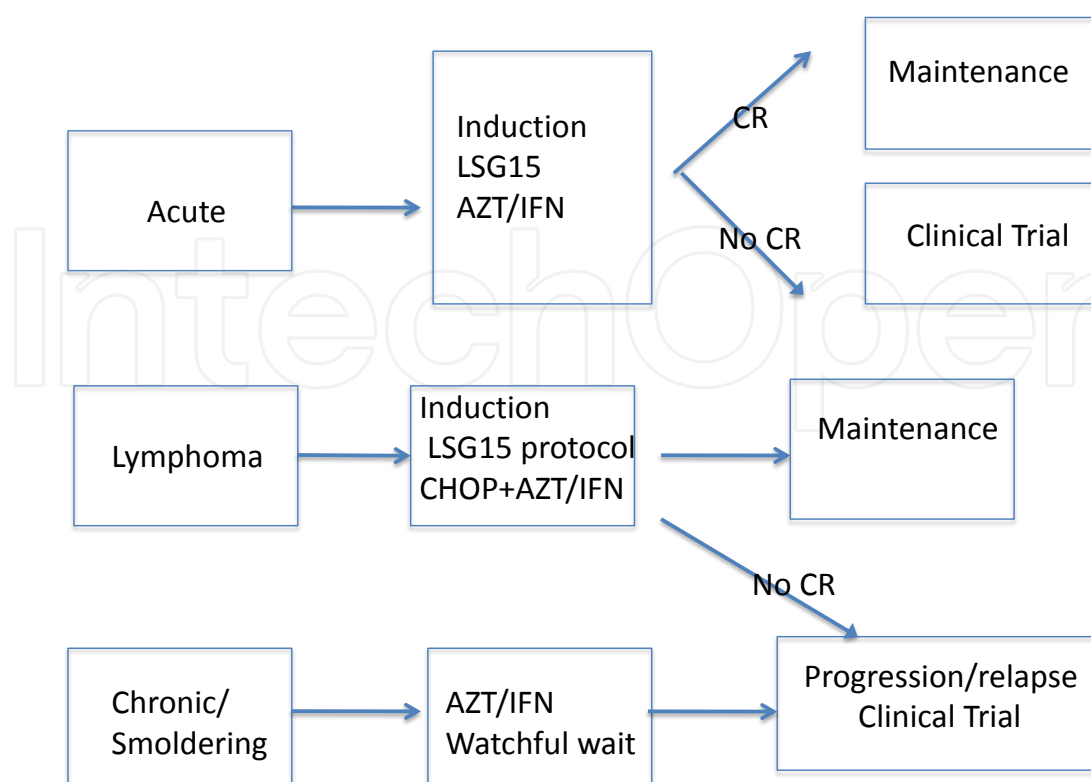 Acute
Induction
LSG15
AZT/IFN
CR
No CR
Maintenance
Clinical Trial
IntechOpen
Lymphoma
Induction
LSG15 protocol
CHOP+AZT/IFN
Maintenance
No CR
Chronic/
Smoldering
AZT/IFN
Watchful wait
Progression/relapse
Clinical Trial